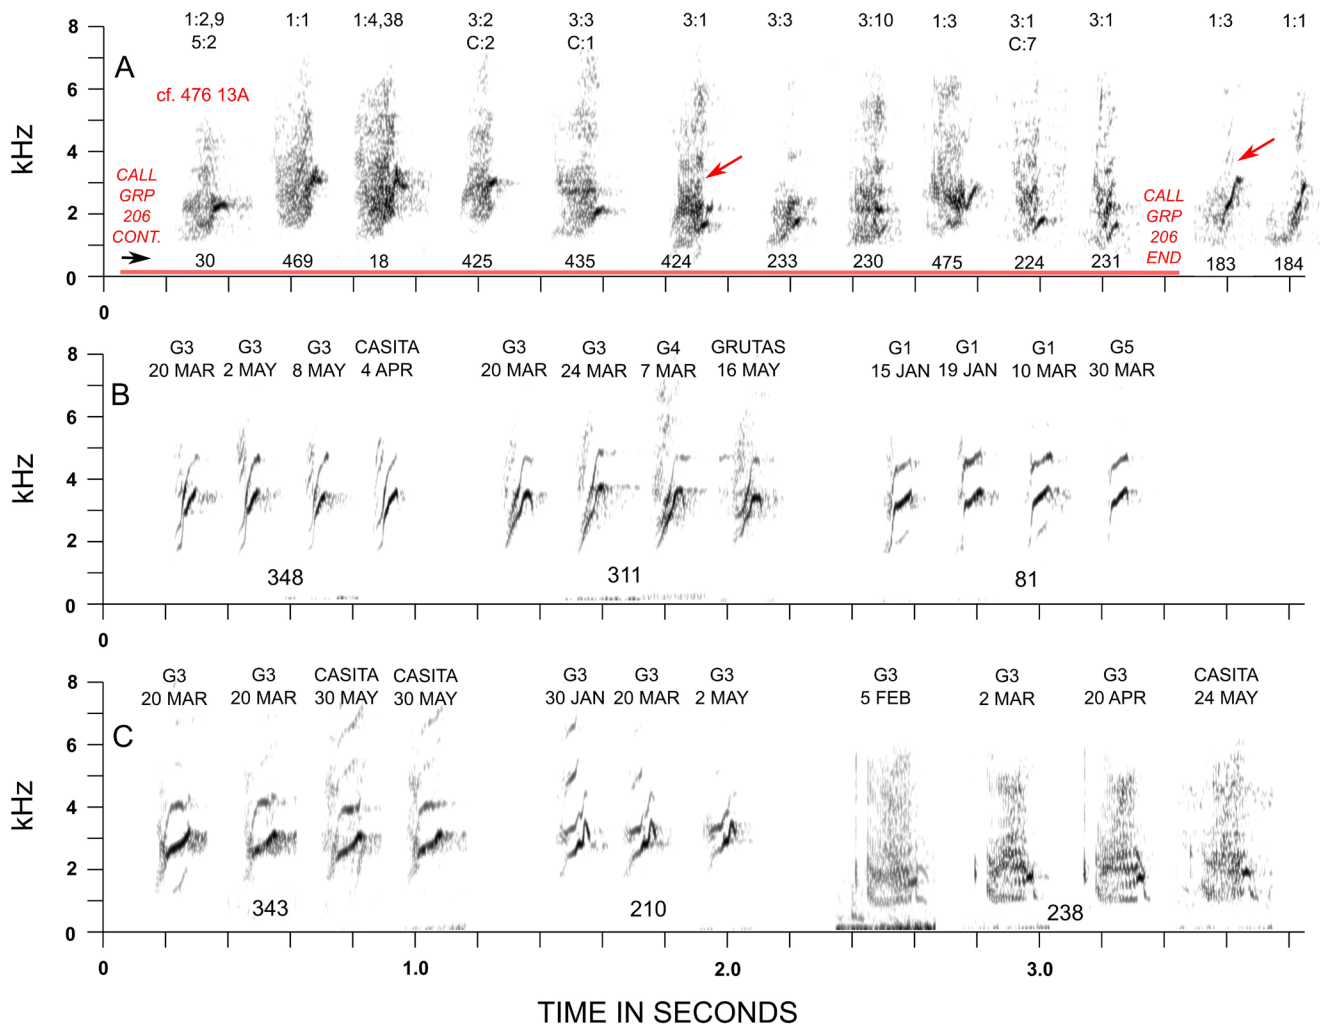 8 1:2,9 1:1 1:4,38 3:2 3:3 3:1 3:3 3:10 1:3 3:1 3:1 1:3 1:1
5:2 C:2 C:1 C:7
A
cf. 476 13A
6
kHz
4
CALL
GRP
206
CONT.
CALL
GRP
206
END
2
30 469 18 425 435 424 233 230 475 224 231 183 184
0
0
G3 G3 G3 CASITA G3 G3 G4 GRUTAS G1 G1 G1 G5
8 20 MAR 2 MAY 8 MAY 4 APR 20 MAR 24 MAR 7 MAR 16 MAY 15 JAN 19 JAN 10 MAR 30 MAR
B
6
kHz
4
2
348 311 81
0
0
G3 G3 CASITA CASITA G3 G3 G3 G3 G3 G3 CASITA
8 20 MAR 20 MAR 30 MAY 30 MAY 30 JAN 20 MAR 2 MAY 5 FEB 2 MAR 20 APR 24 MAY
C
6
kHz
4
2
343 210 238
0
0 1.0 2.0 3.0
TIME IN SECONDS